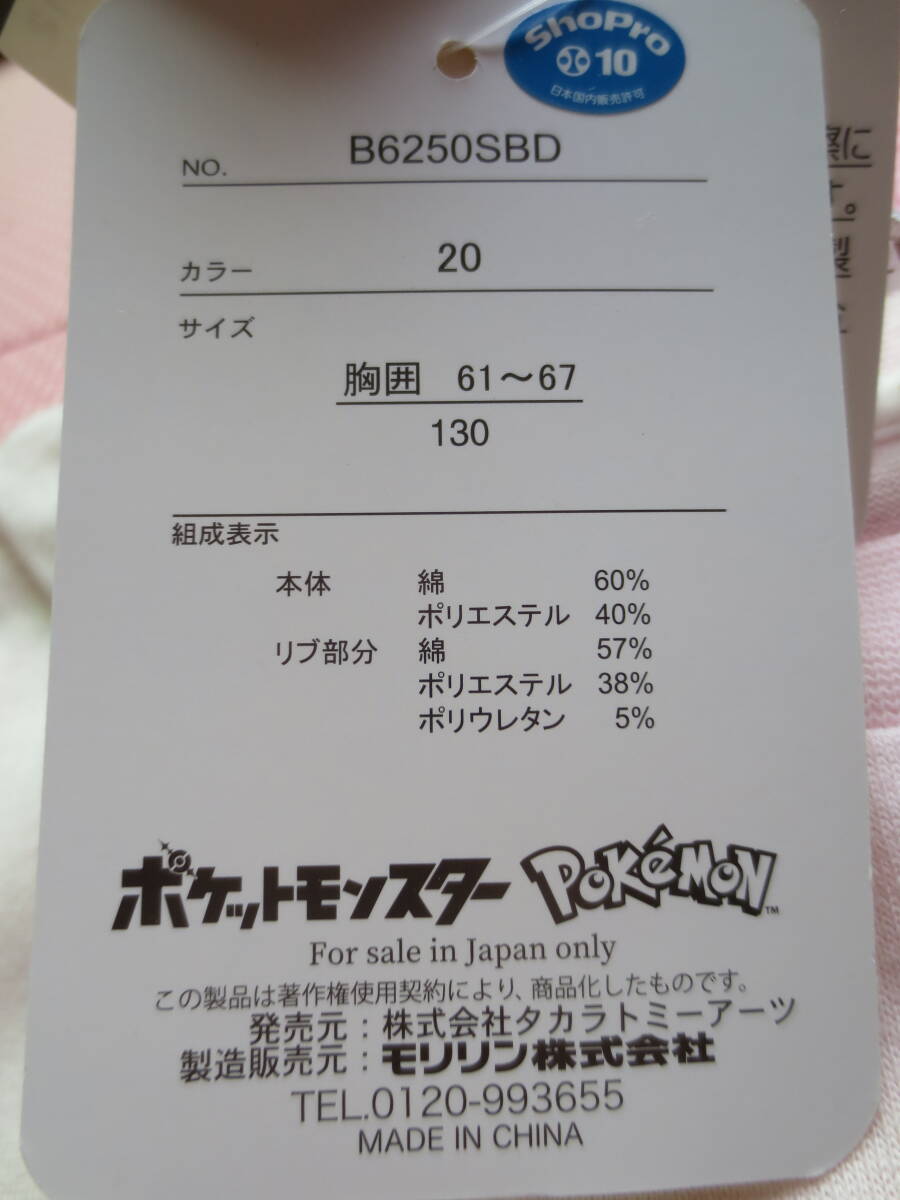 ShoPro
10
日本国内販売許可
NO. B6250SBD
カラー 20
サイズ
胸囲 61〜67
130
組成表示
本体 綿 60%
ポリエステル 40%
リブ部分 綿 57%
ポリエステル 38%
ポリウレタン 5%
ポケットモンスター POKéMON™
For sale in Japan only
この製品は著作権使用契約により、商品化したものです。
発売元：株式会社タカラトミーアーツ
製造販売元：モリリン株式会社
TEL.0120-993655
MADE IN CHINA
に
。
製